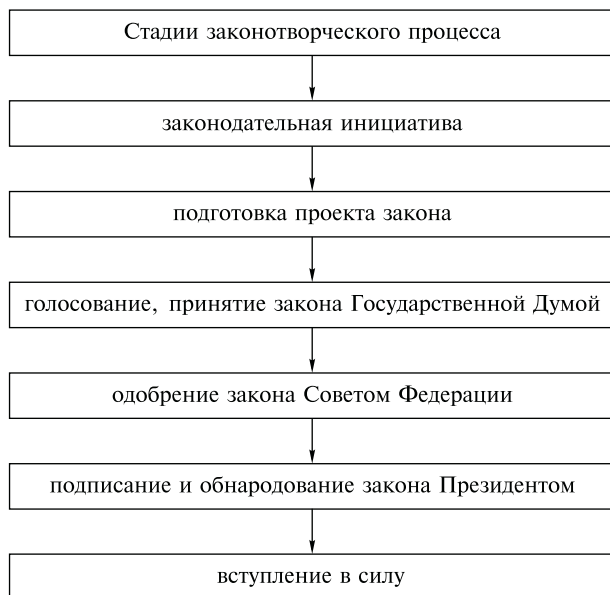 Стадии законотворческого процесса
законодательная инициатива
подготовка проекта закона
голосование, принятие закона Государственной Думой
одобрение закона Советом Федерации
подписание и обнародование закона Президентом
вступление в силу